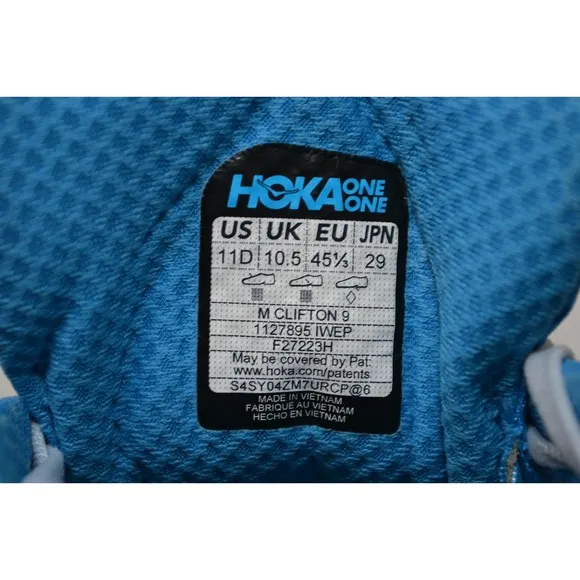 HOKA ONE ONE
US UK EU JPN
11D 10.5 45⅓ 29
M CLIFTON 9
1127895 IWEP
F27223H
May be covered by Pat:
www.hoka.com/patents
S4SY04ZM7URCP@6
MADE IN VIETNAM
FABRIQUE AU VIETNAM
HECHO EN VIETNAM